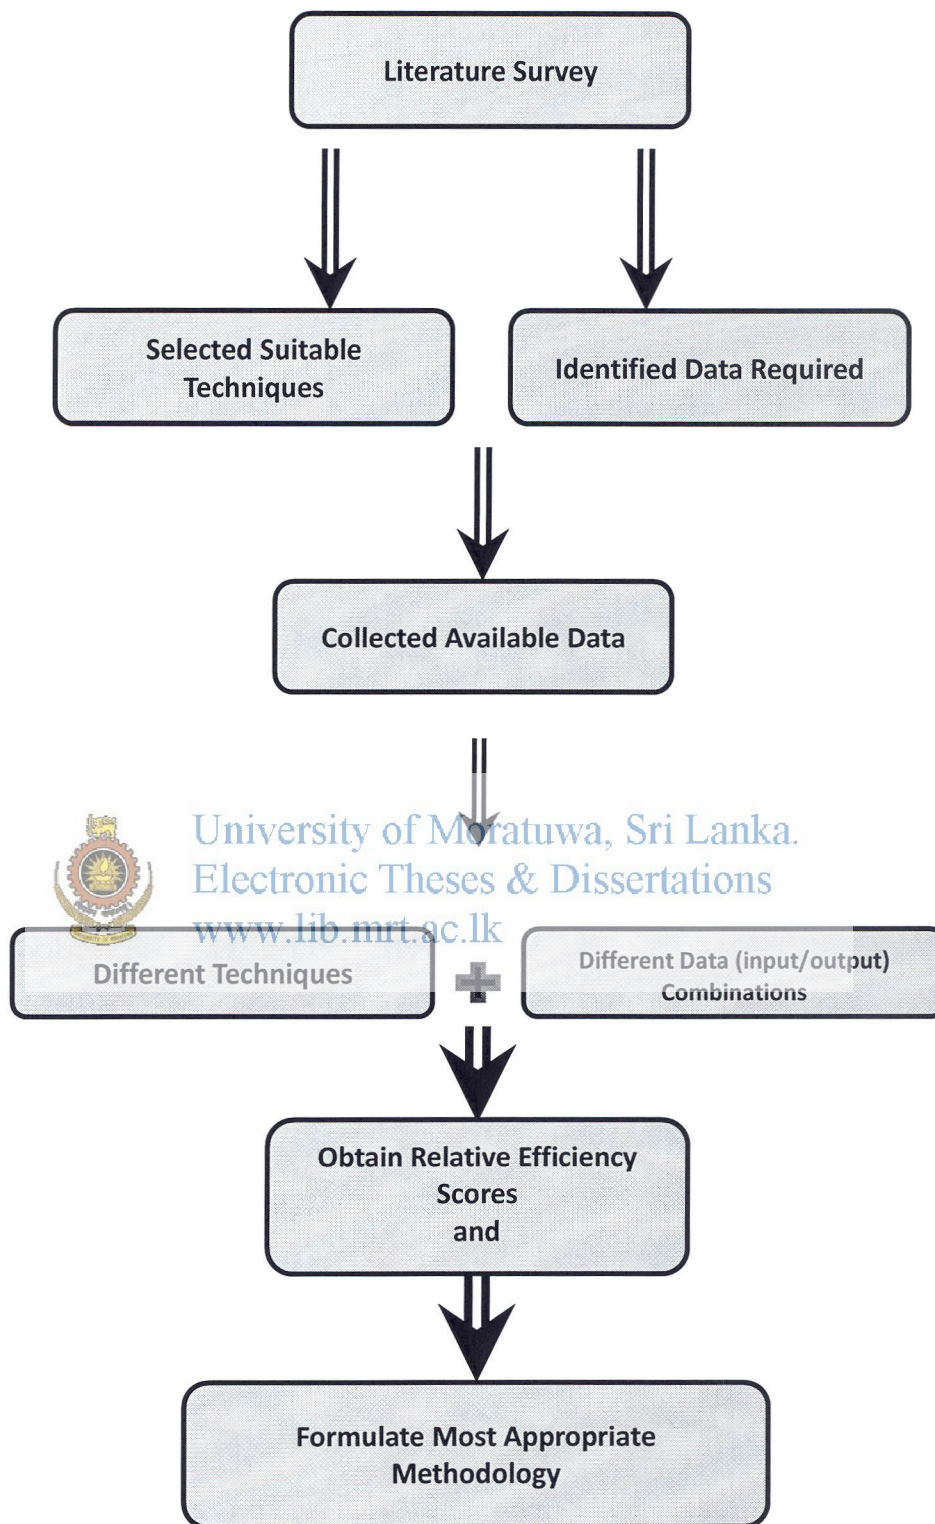 Literature Survey
Selected Suitable
Techniques
Identified Data Required
Collected Available Data
University of Moratuwa, Sri Lanka.
Electronic Theses & Dissertations
www.lib.mrt.ac.lk
Different Techniques
+
Different Data (input/output)
Combinations
Obtain Relative Efficiency
Scores
and
Formulate Most Appropriate
Methodology